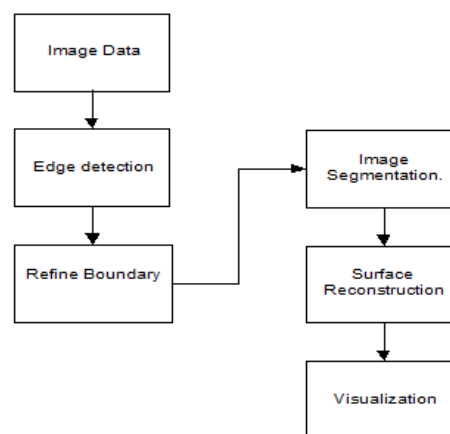 Image Data
Edge detection
Refine Boundary
Image
Segmentation.
Surface
Reconstruction
Visualization